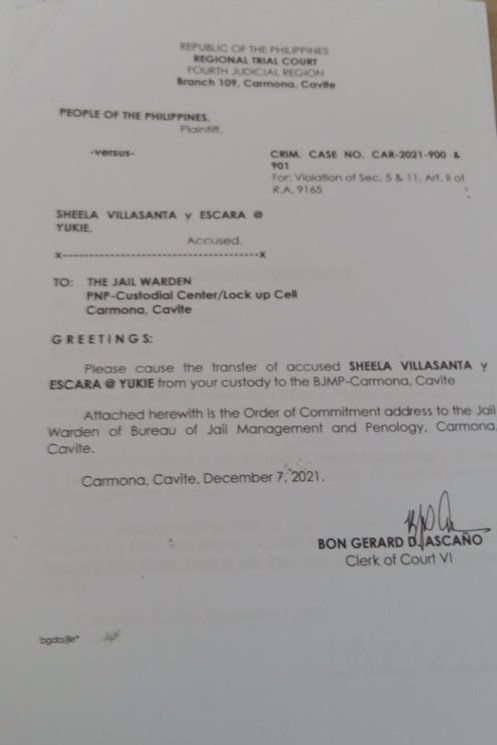 REPUBLIC OF THE PHILIPPINES
REGIONAL TRIAL COURT
FOURTH JUDICIAL REGION
Branch 109, Carmona, Cavite
PEOPLE OF THE PHILIPPINES,
Plaintiff,
-versus-
CRIM. CASE NO. CAR-2021-900 &
901
For: Violation of Sec. 5 & 11, Art. II of
R.A. 9165
SHEELA VILLASANTA y ESCARA @
YUKIE,
Accused.
x-------------------------------------x
TO: THE JAIL WARDEN
PNP-Custodial Center/Lock up Cell
Carmona, Cavite
G R E E T I N G S:
Please cause the transfer of accused SHEELA VILLASANTA y
ESCARA @ YUKIE from your custody to the BJMP-Carmona, Cavite
Attached herewith is the Order of Commitment address to the Jail
Warden of Bureau of Jail Management and Penology, Carmona,
Cavite.
Carmona, Cavite, December 7, 2021.
BON GERARD D. ASCAÑO
Clerk of Court VI